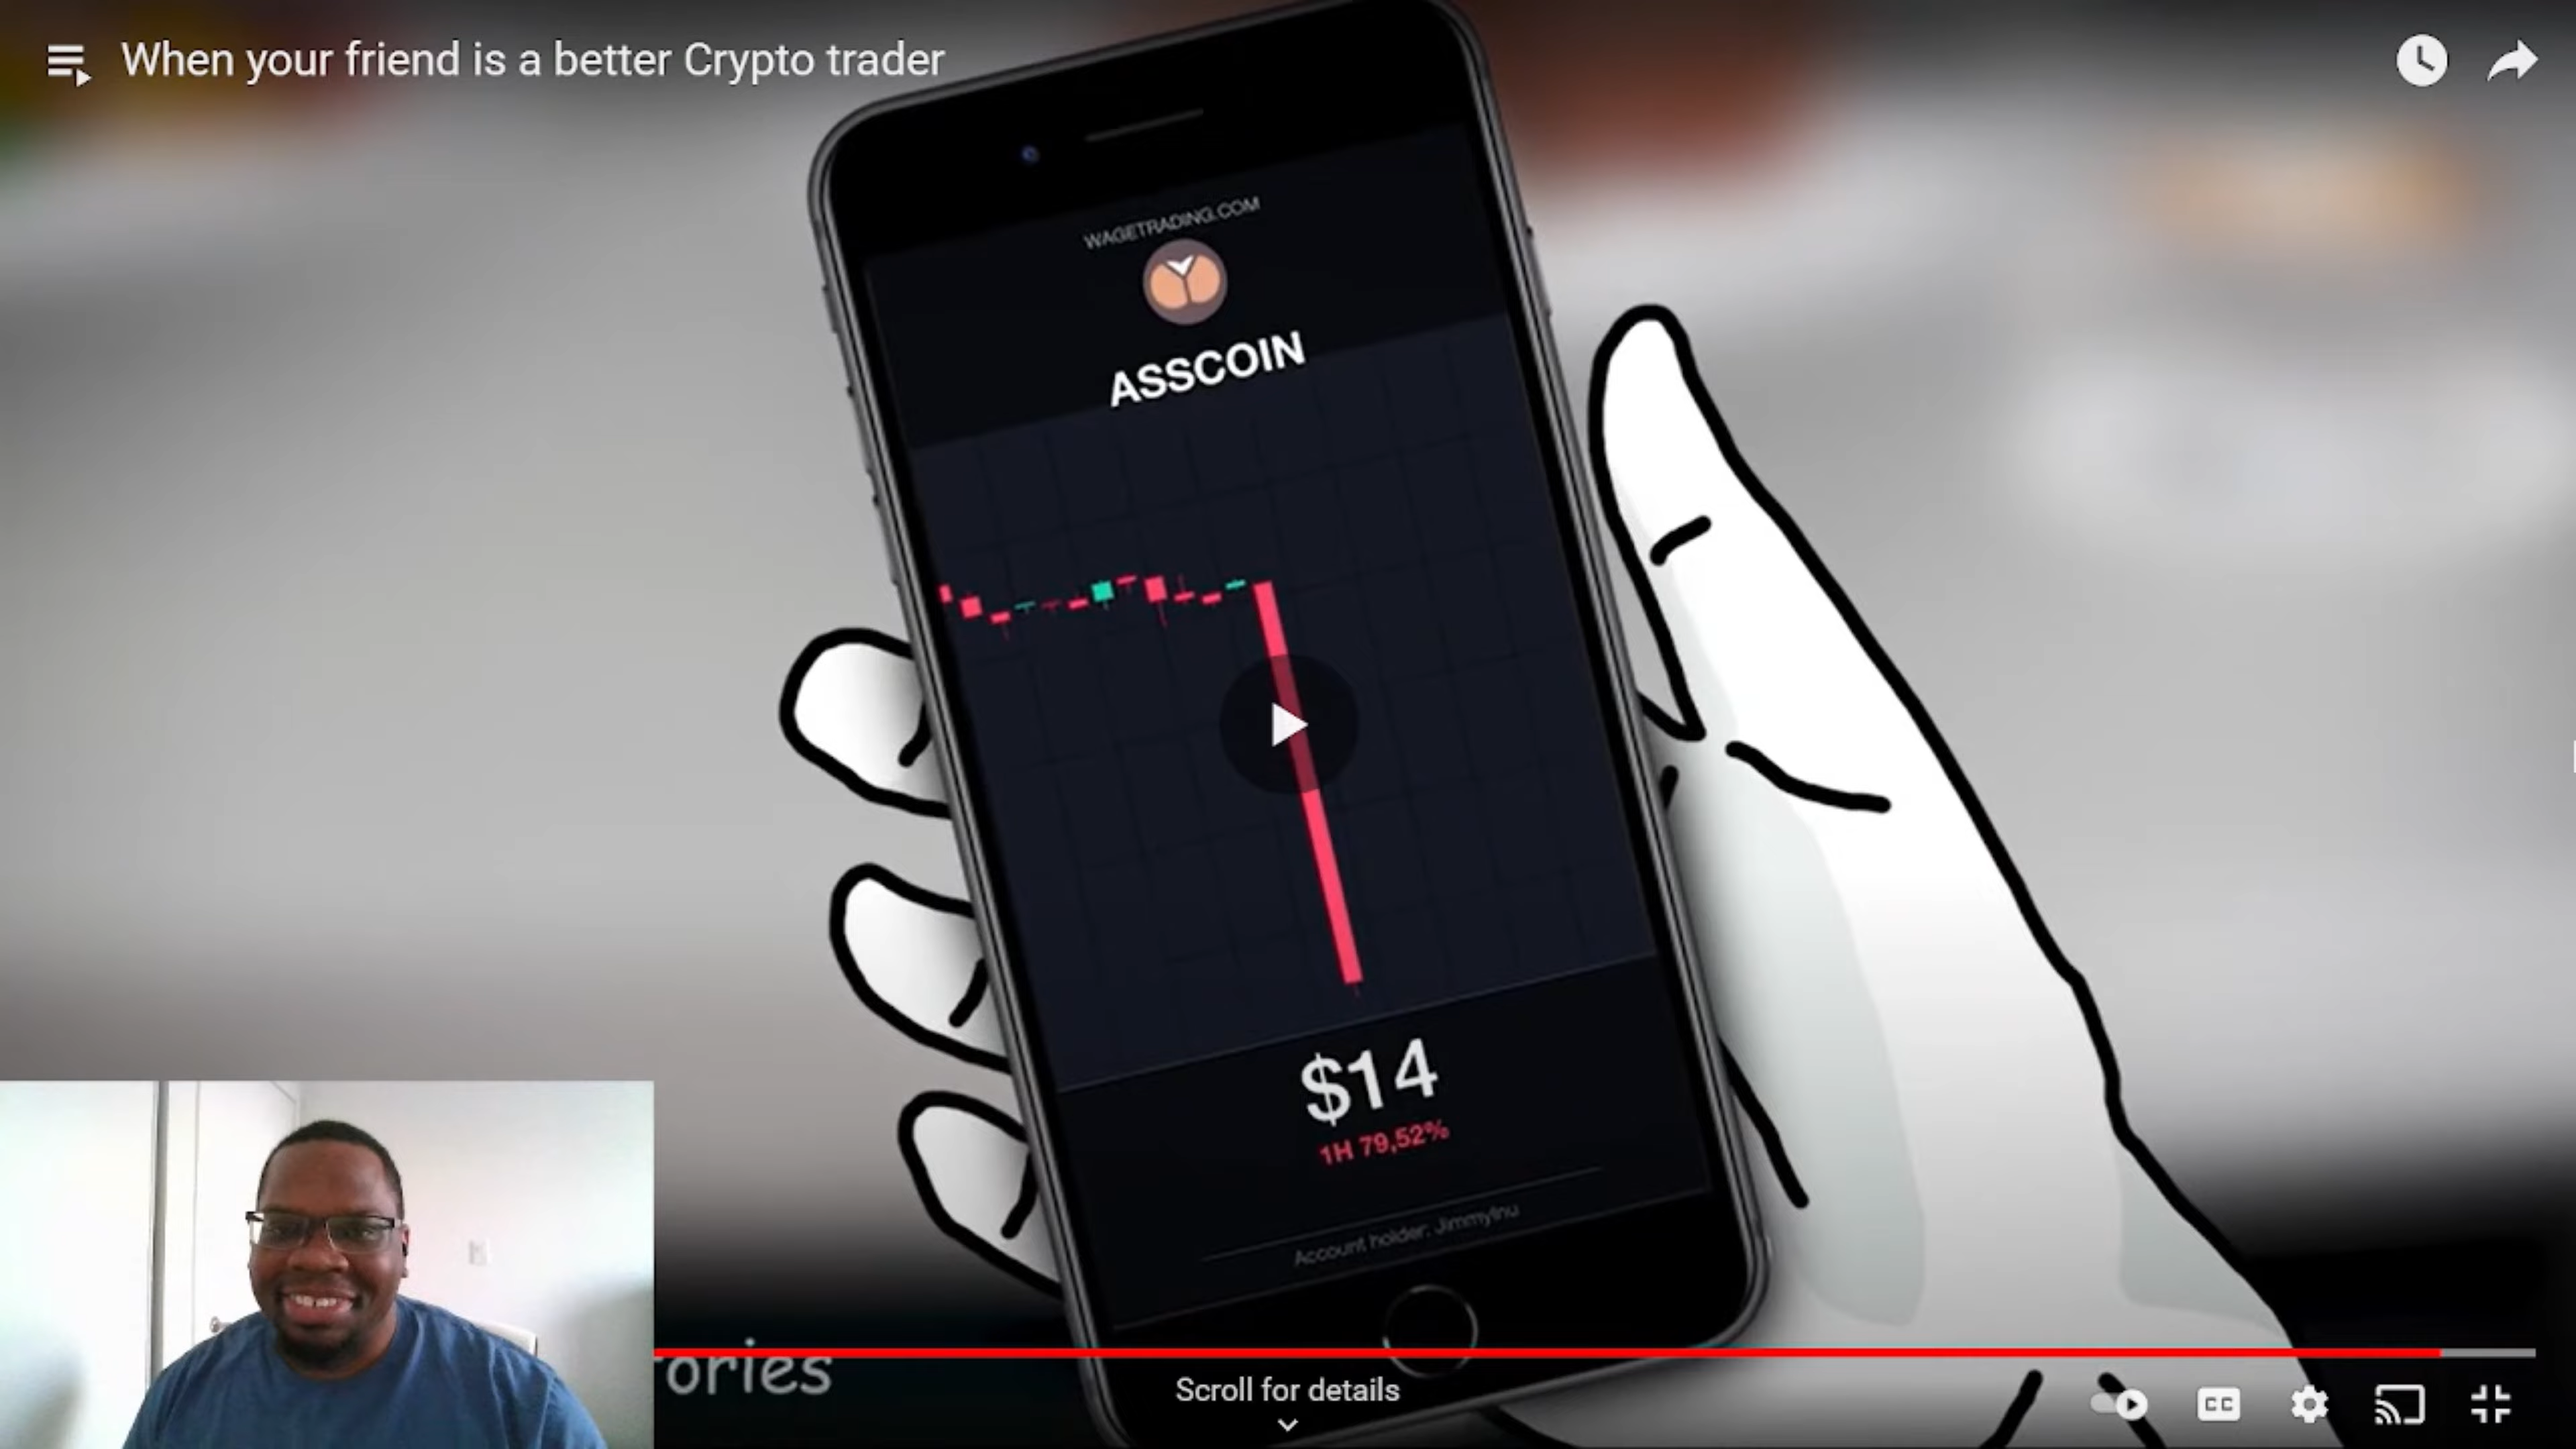 When your friend is a better Crypto trader
WAGETRADING.COM
ASSCOIN
$14
1H 79,52%
Account holder: JimmyInu
ories
Scroll for details
CC